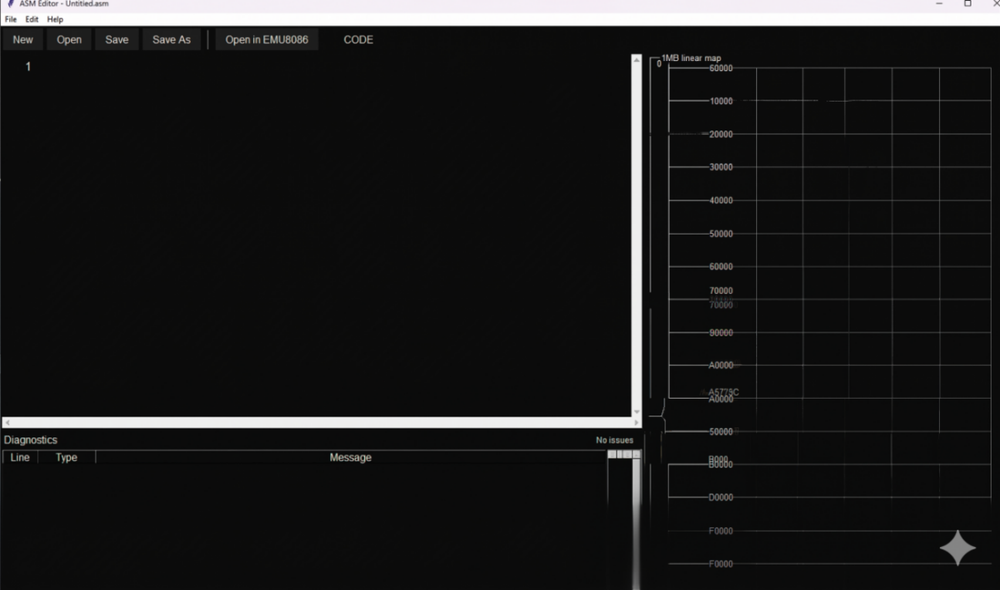 ASM Editor - Untitied.asm
File Edit Help
New Open Save Save As Open in EMU8086 CODE
1
1MB linear map
0
60000
10000
20000
30000
40000
50000
60000
70000
70000
90000
A0000
A5779C
A0000
50000
B000
B0000
D0000
F0000
F0000
Diagnostics No issues
Line Type Message